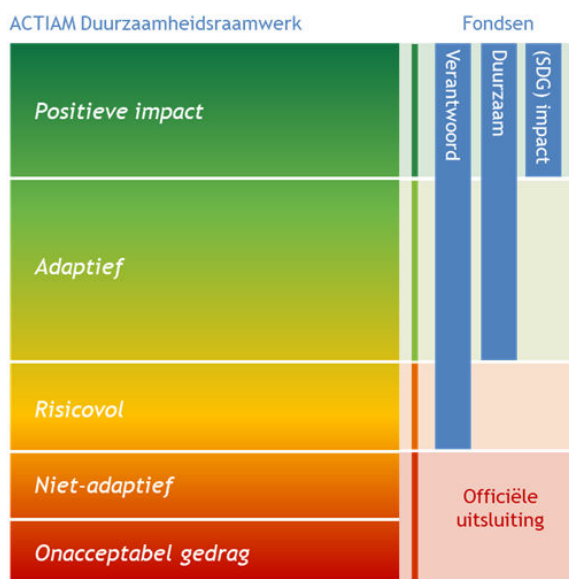 ACTIAM Duurzaamheidsraamwerk
Fondsen
Positieve impact
Adaptief
Risicovol
Niet-adaptief
Onacceptabel gedrag
Verantwoord
Duurzaam
(SDG) impact
Officiële
uitsluiting